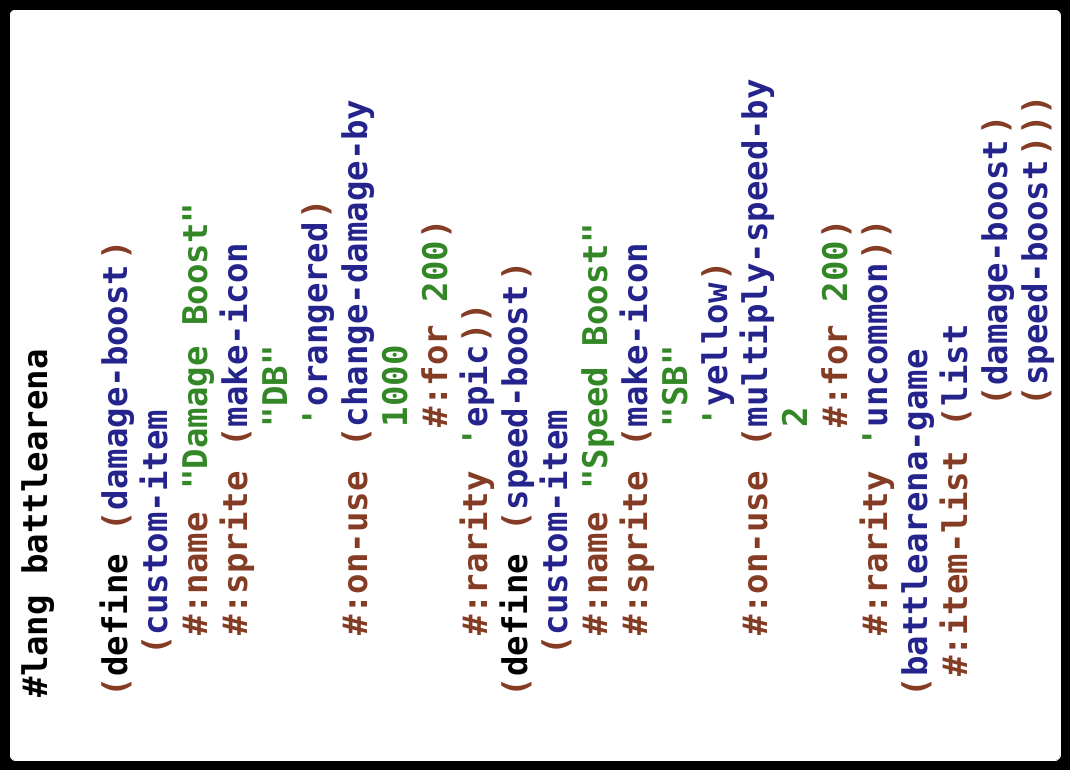 #lang battlearena

(define (damage-boost)
  (custom-item
   #:name   "Damage Boost"
   #:sprite (make-icon
             "DB"
             'orangered)
   #:on-use (change-damage-by
             1000
             #:for 200)
   #:rarity 'epic))
(define (speed-boost)
  (custom-item
   #:name   "Speed Boost"
   #:sprite (make-icon
             "SB"
             'yellow)
   #:on-use (multiply-speed-by
             2
             #:for 200)
   #:rarity 'uncommon))
(battlearena-game
 #:item-list (list
              (damage-boost)
              (speed-boost)))